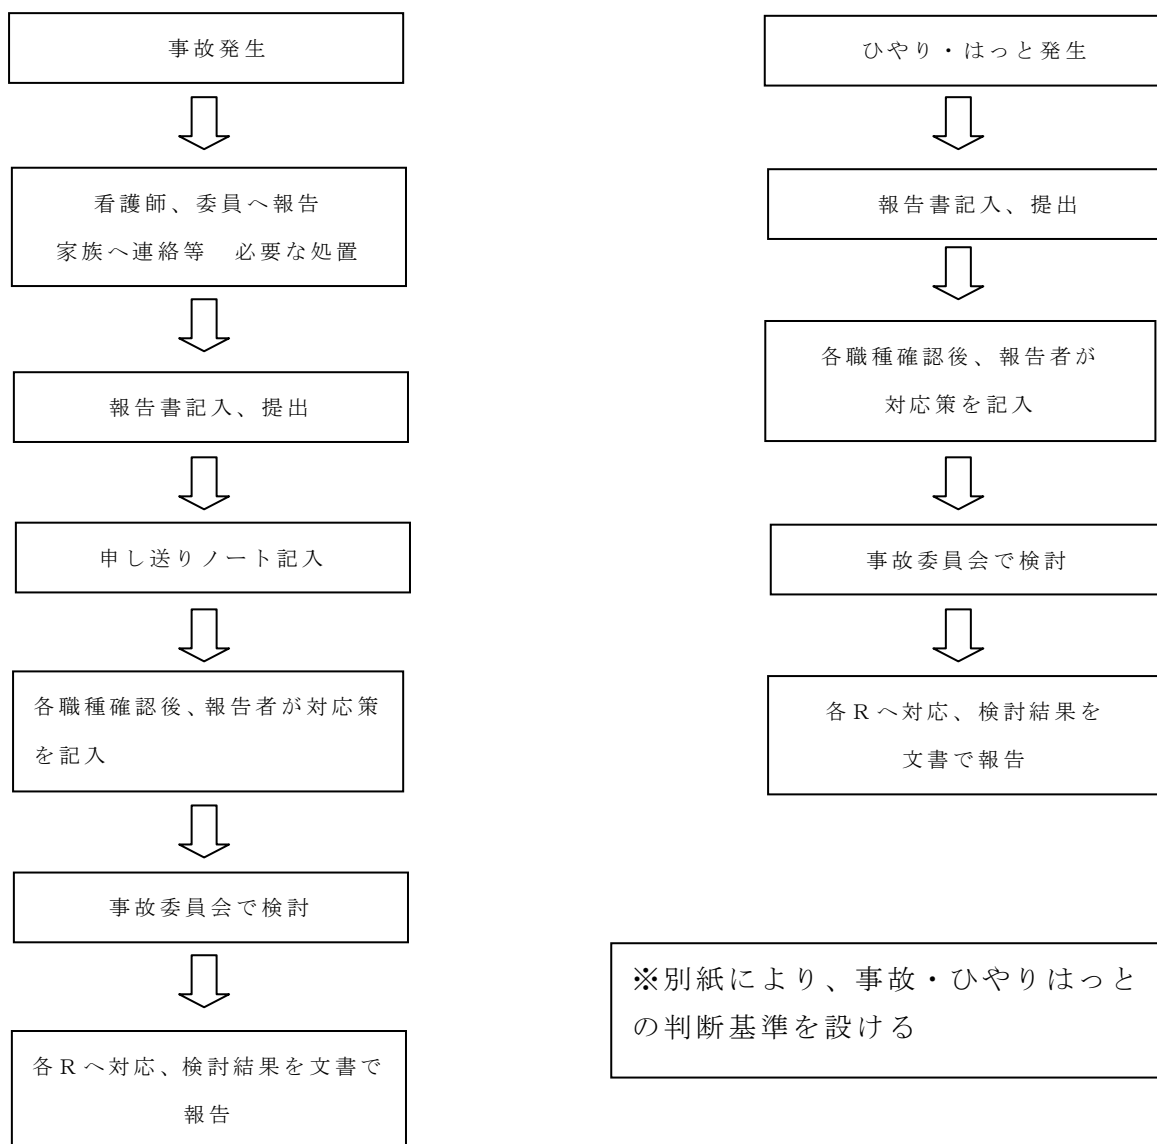 事故発生
看護師、委員へ報告
家族へ連絡等　必要な処置
報告書記入、提出
申し送りノート記入
各職種確認後、報告者が対応策
を記入
事故委員会で検討
各Rへ対応、検討結果を文書で
報告
ひやり・はっと発生
報告書記入、提出
各職種確認後、報告者が
対応策を記入
事故委員会で検討
各Rへ対応、検討結果を
文書で報告
※別紙により、事故・ひやりはっと
の判断基準を設ける